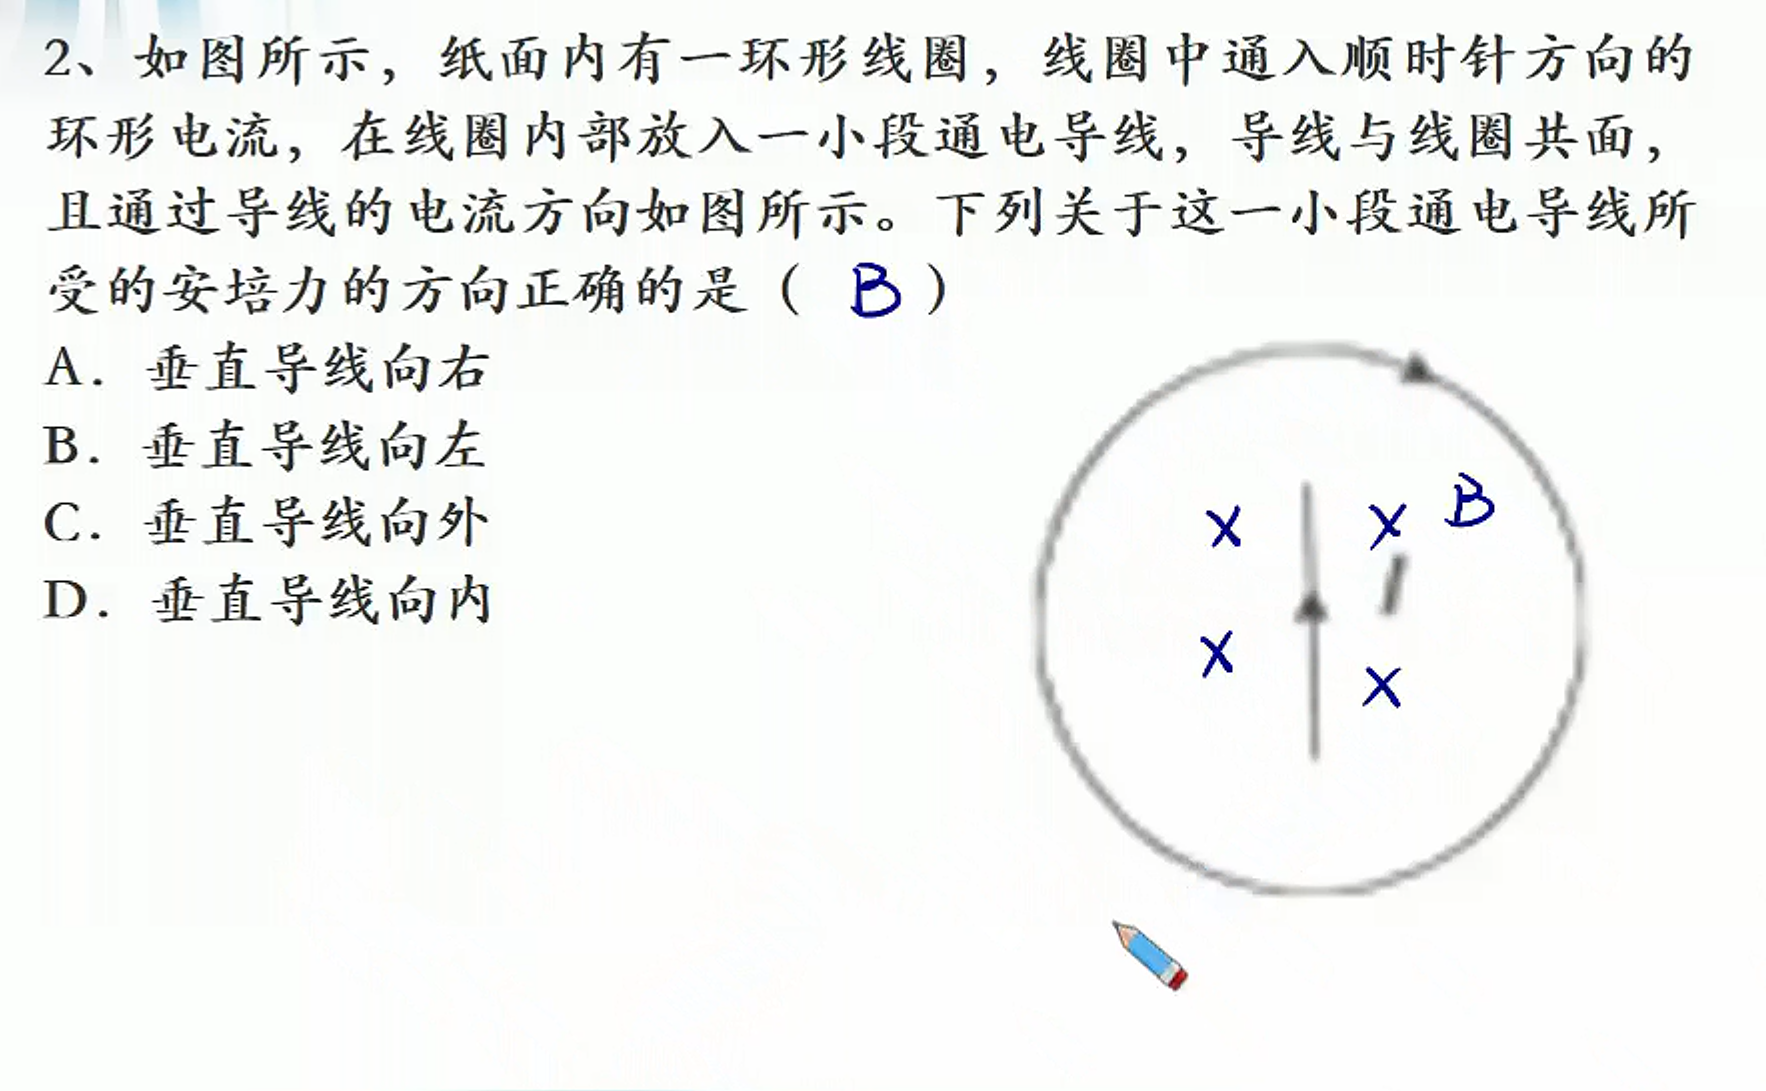 2、如图所示，纸面内有一环形线圈，线圈中通入顺时针方向的
环形电流，在线圈内部放入一小段通电导线，导线与线圈共面，
且通过导线的电流方向如图所示。下列关于这一小段通电导线所
受的安培力的方向正确的是（ B ）
A. 垂直导线向右
B. 垂直导线向左
C. 垂直导线向外
D. 垂直导线向内
X X B
I
X X